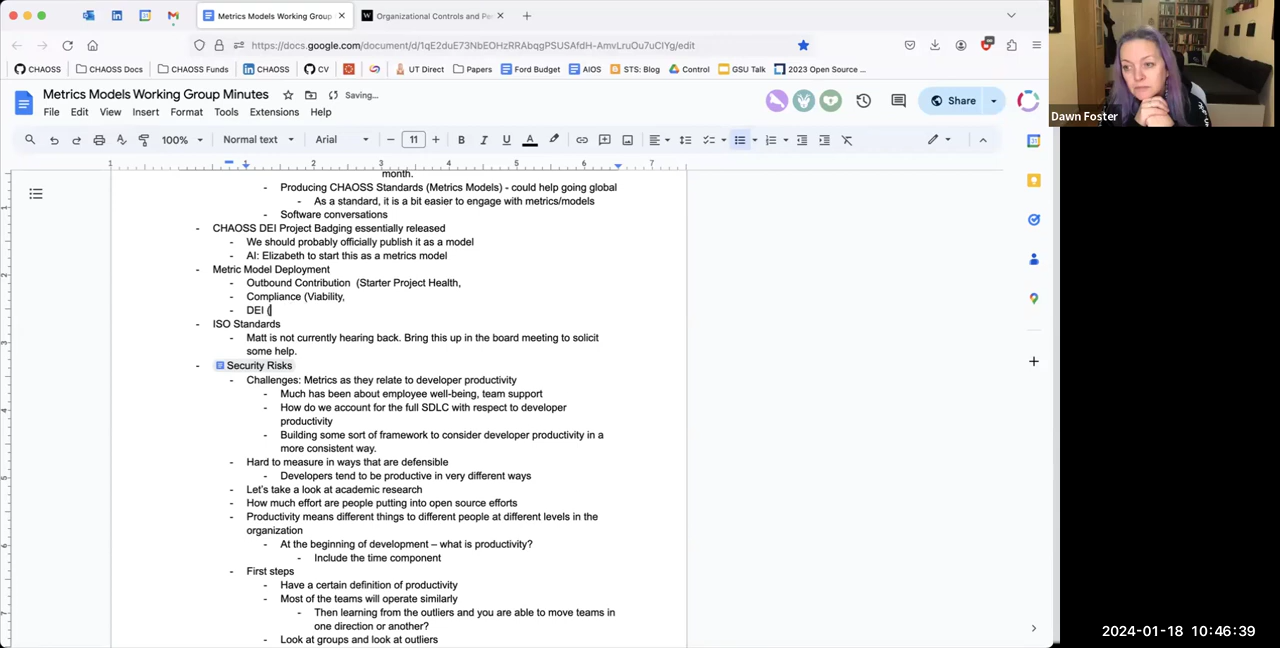 Metrics Models Working Group
Organizational Controls and Pe
https://docs.google.com/document/d/1qE2duE73NbEOHzRRAbqgPSUSAfdH-AmvLruOu7uCIYg/edit
CHAOSS
CHAOSS Docs
CHAOSS Funds
CHAOSS
CV
UT Direct
Papers
Ford Budget
AIOS
STS: Blog
Control
GSU Talk
2023 Open Source ...
Dawn Foster
Metrics Models Working Group Minutes
Saving...
File Edit View Insert Format Tools Extensions Help
Share
100% Normal text Arial 11
1 1 2 3 4 5 6 7
month.
- Producing CHAOSS Standards (Metrics Models) - could help going global
- As a standard, it is a bit easier to engage with metrics/models
- Software conversations
- CHAOSS DEI Project Badging essentially released
- We should probably officially publish it as a model
- AI: Elizabeth to start this as a metrics model
- Metric Model Deployment
- Outbound Contribution (Starter Project Health,
- Compliance (Viability,
- DEI (
- ISO Standards
- Matt is not currently hearing back. Bring this up in the board meeting to solicit
some help.
- Security Risks
- Challenges: Metrics as they relate to developer productivity
- Much has been about employee well-being, team support
- How do we account for the full SDLC with respect to developer
productivity
- Building some sort of framework to consider developer productivity in a
more consistent way.
- Hard to measure in ways that are defensible
- Developers tend to be productive in very different ways
- Let's take a look at academic research
- How much effort are people putting into open source efforts
- Productivity means different things to different people at different levels in the
organization
- At the beginning of development – what is productivity?
- Include the time component
- First steps
- Have a certain definition of productivity
- Most of the teams will operate similarly
- Then learning from the outliers and you are able to move teams in
one direction or another?
- Look at groups and look at outliers
2024-01-18 10:46:39